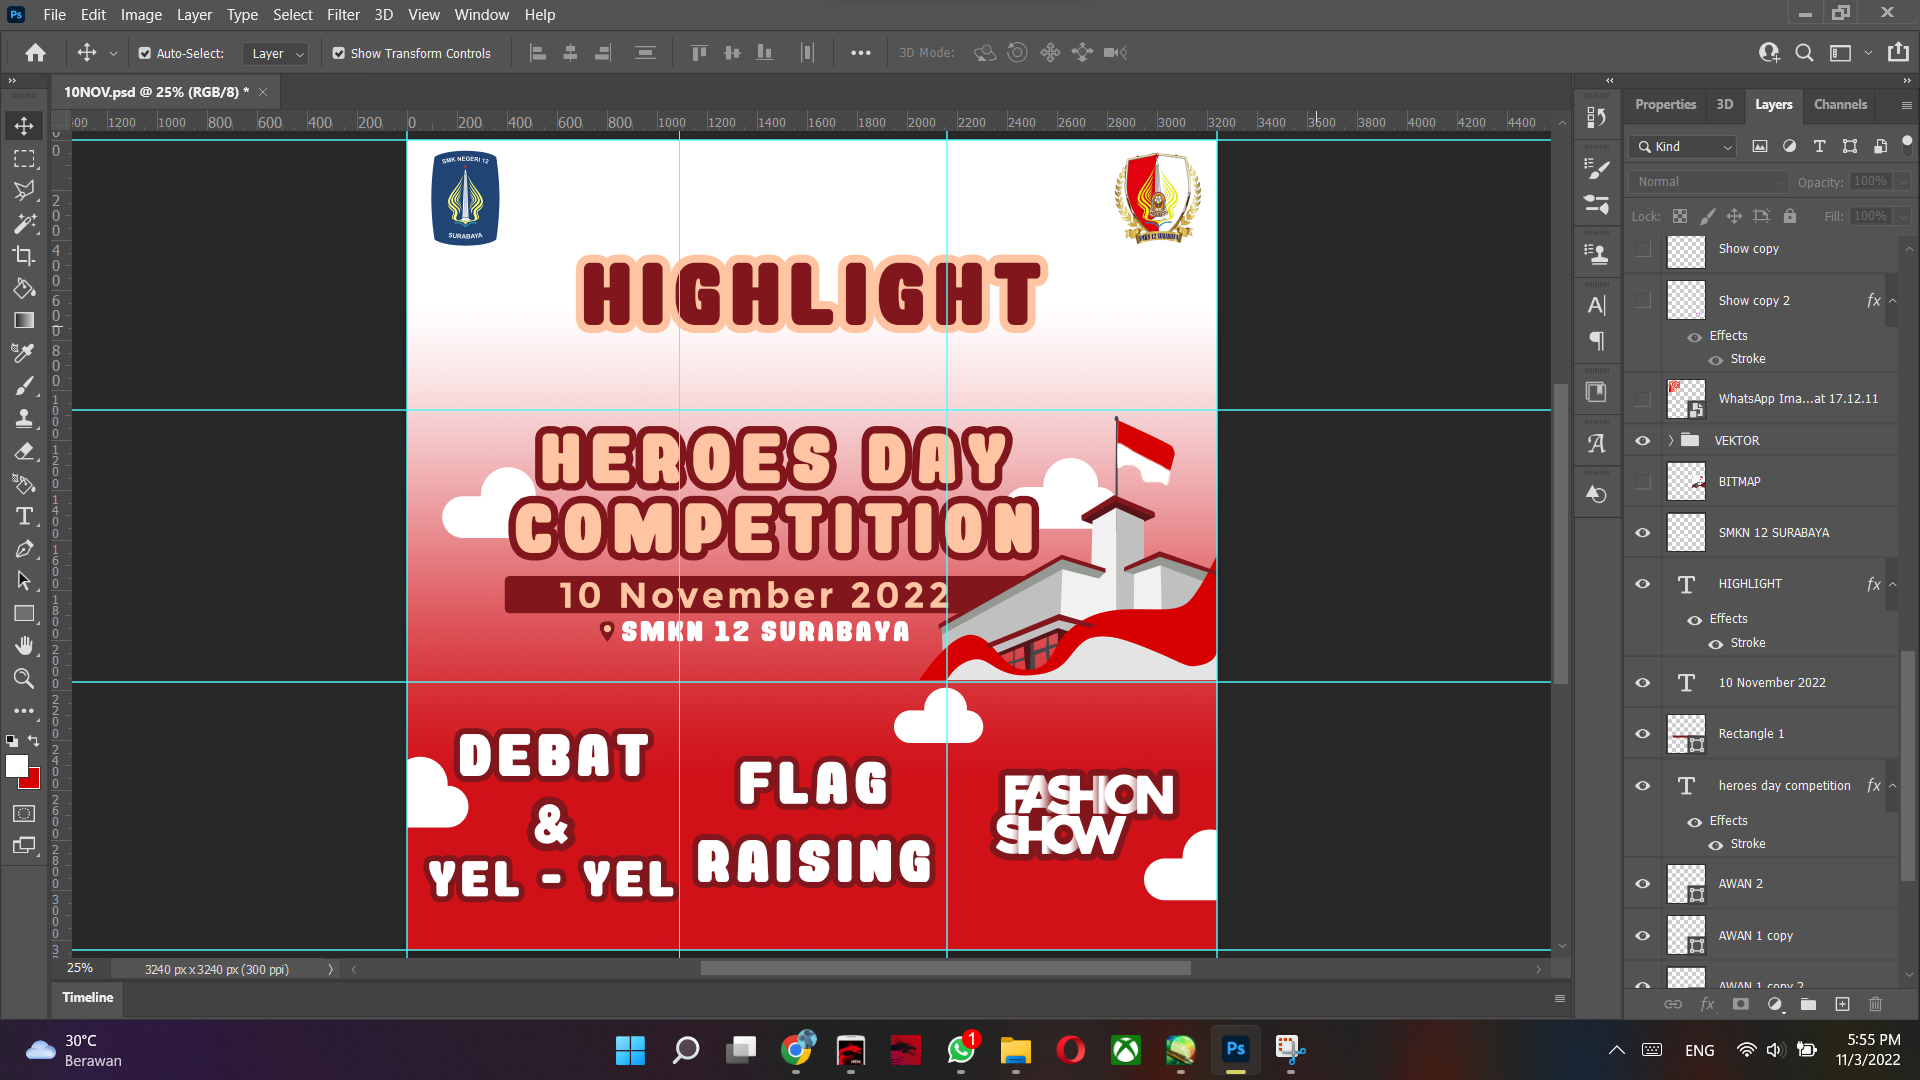 Ps File Edit Image Layer Type Select Filter 3D View Window Help
Auto-Select: Layer Show Transform Controls 3D Mode:
10NOV.psd @ 25% (RGB/8) *
1200 1000 800 600 400 200 0 200 400 600 800 1000 1200 1400 1600 1800 2000 2200 2400 2600 2800 3000 3200 3400 3600 3800 4000 4200 4400
Properties 3D Layers Channels
Kind
Normal Opacity: 100%
Lock: Fill: 100%
SMK NEGERI 12
SURABAYA
SMKN 12 SURABAYA
HIGHLIGHT
HEROES DAY
COMPETITION
10 November 2022
SMKN 12 SURABAYA
DEBAT
&
YEL - YEL
FLAG
RAISING
FASHION
SHOW
Show copy
Show copy 2 fx
Effects
Stroke
WhatsApp Ima...at 17.12.11
VEKTOR
BITMAP
SMKN 12 SURABAYA
HIGHLIGHT fx
Effects
Stroke
10 November 2022
Rectangle 1
heroes day competition fx
Effects
Stroke
AWAN 2
AWAN 1 copy
AWAN 1 copy 2
25% 3240 px x 3240 px (300 ppi)
Timeline
30°C
Berawan
1
Ps
ENG
5:55 PM
11/3/2022